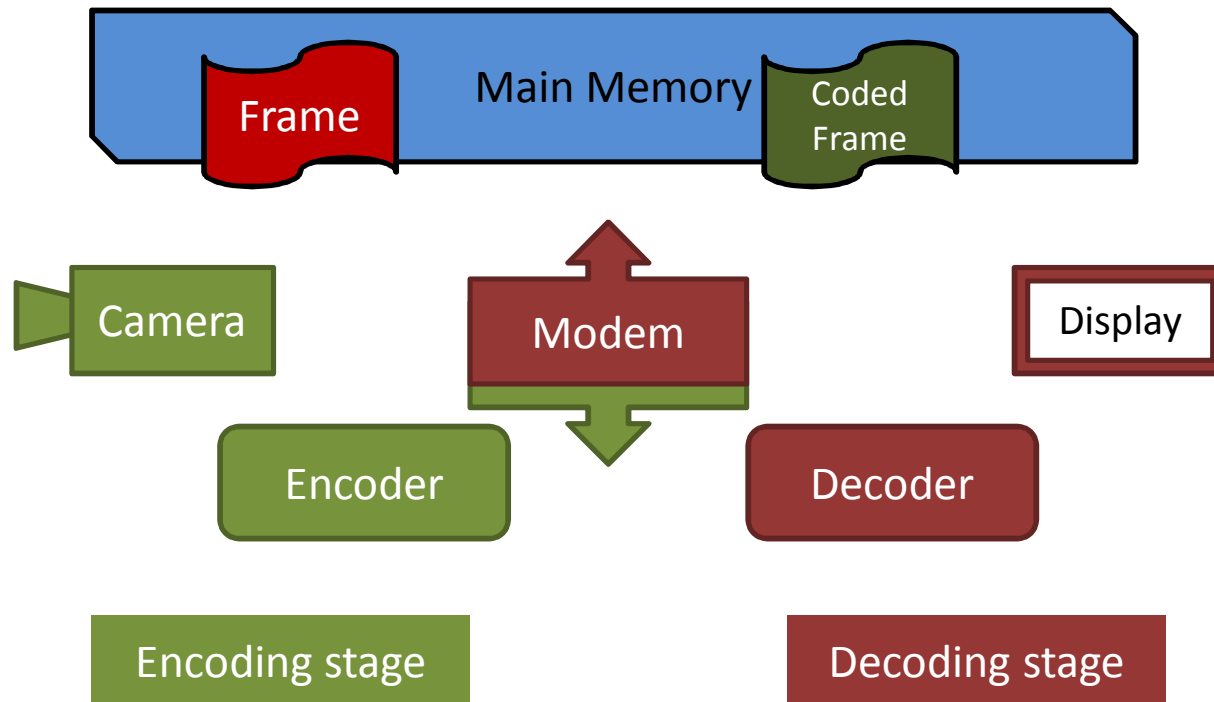 Main Memory
Frame
Coded
Frame
Camera
Modem
Display
Encoder
Decoder
Encoding stage
Decoding stage